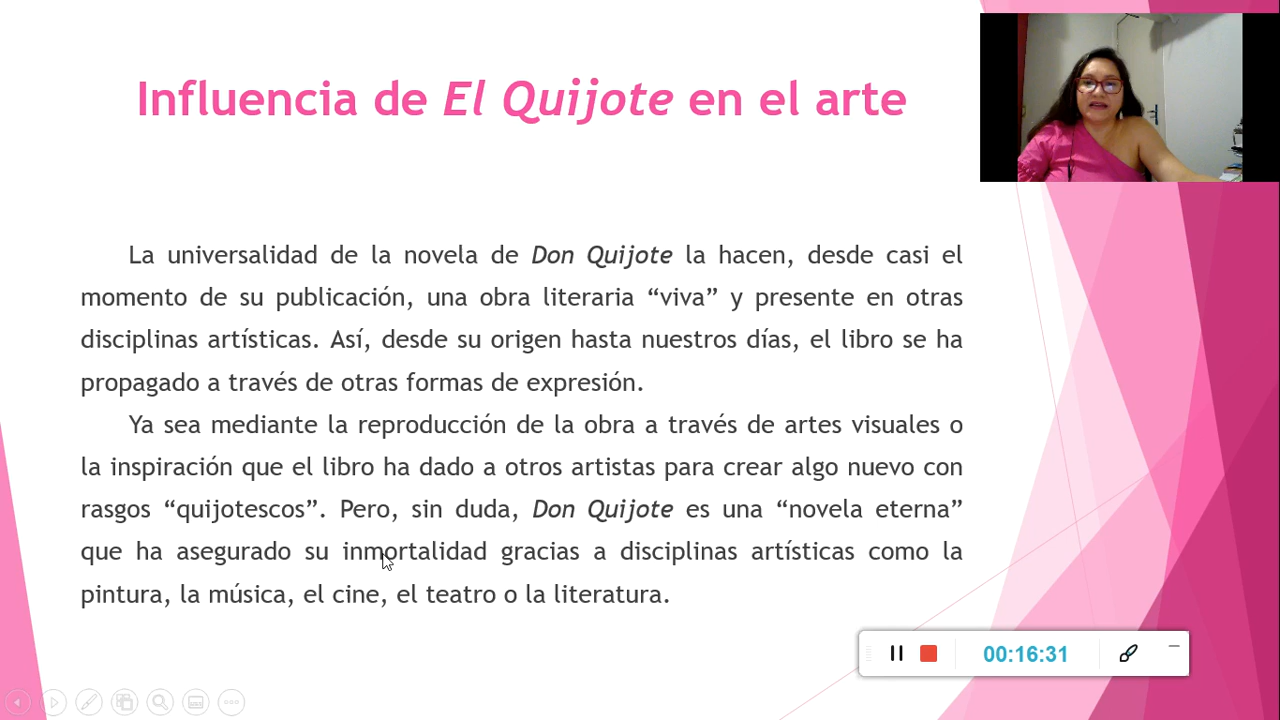 Influencia de El Quijote en el arte
La universalidad de la novela de Don Quijote la hacen, desde casi el
momento de su publicación, una obra literaria “viva” y presente en otras
disciplinas artísticas. Así, desde su origen hasta nuestros días, el libro se ha
propagado a través de otras formas de expresión.
Ya sea mediante la reproducción de la obra a través de artes visuales o
la inspiración que el libro ha dado a otros artistas para crear algo nuevo con
rasgos “quijotescos”. Pero, sin duda, Don Quijote es una “novela eterna”
que ha asegurado su inmortalidad gracias a disciplinas artísticas como la
pintura, la música, el cine, el teatro o la literatura.
00:16:31